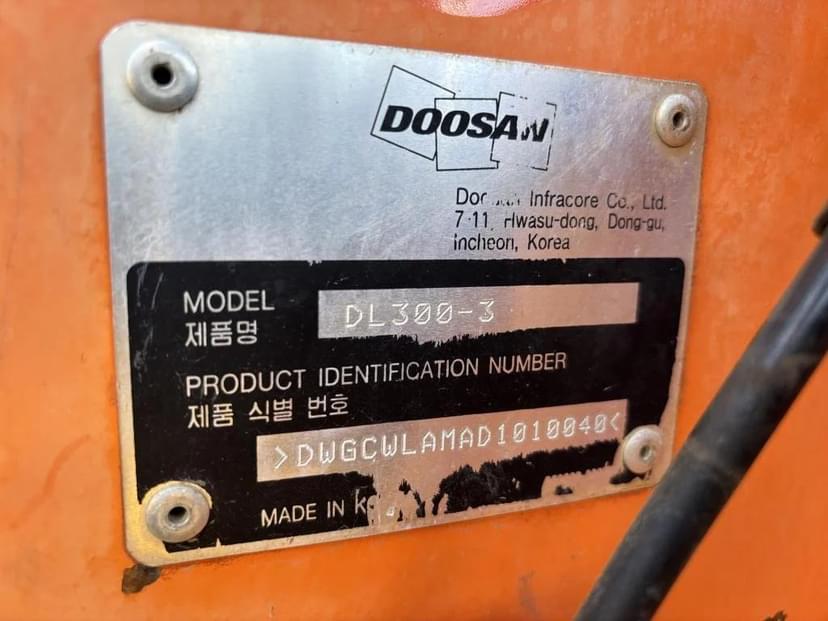 DOOSAN
Infracore Co., Ltd.
7-11, Hwasu-dong, Dong-gu,
Incheon, Korea
MODEL DL300-3
제품명
PRODUCT IDENTIFICATION NUMBER
제품 식별 번호
>DWGCWLAMAD1010040<
MADE IN